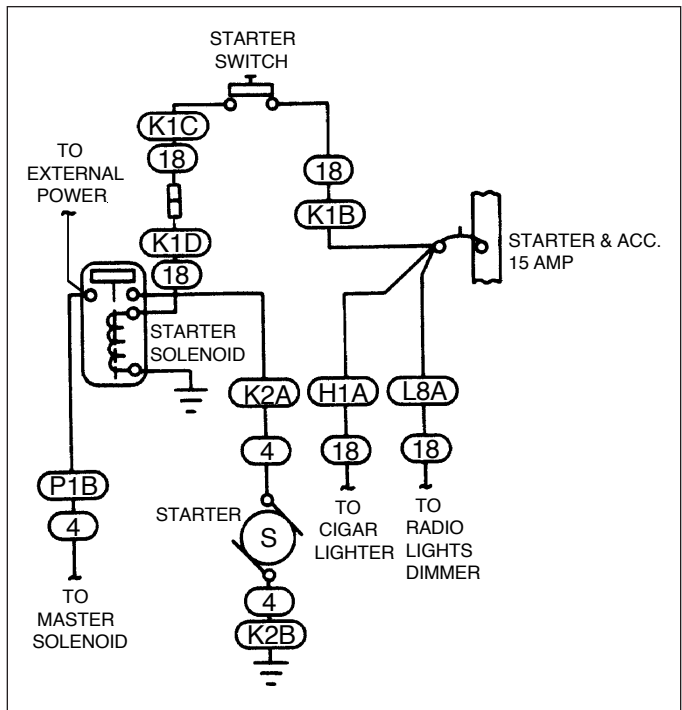 STARTER
SWITCH
K1C
18
TO
EXTERNAL
POWER
K1D
18
18
K1B
STARTER & ACC.
15 AMP
STARTER
SOLENOID
K2A
H1A
L8A
4
18
18
P1B
4
STARTER
S
TO
CIGAR
LIGHTER
TO
RADIO
LIGHTS
DIMMER
TO
MASTER
SOLENOID
4
K2B